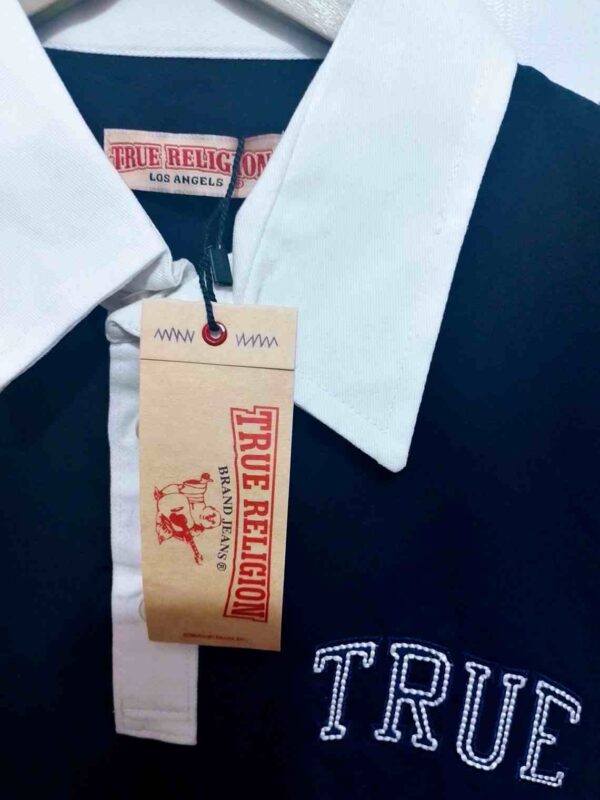 TRUE RELIGION
LOS ANGELS
TRUE RELIGION
BRAND JEANS®
TRUE